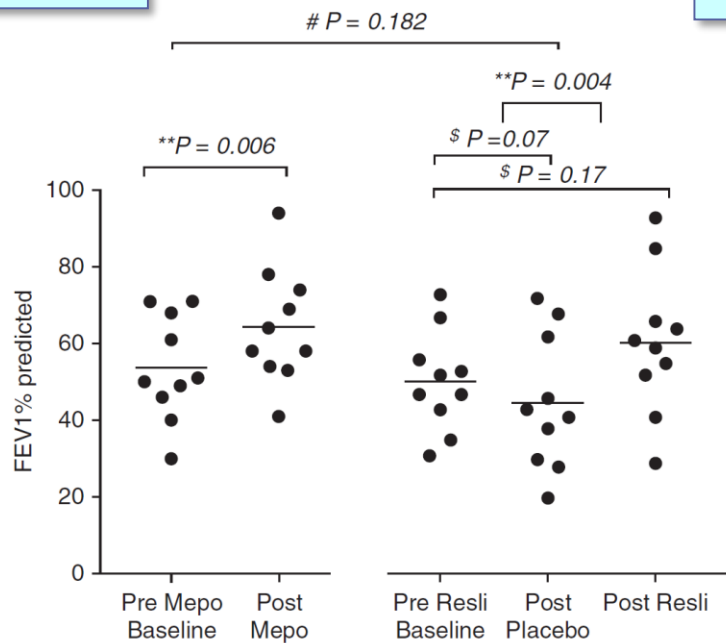 # P = 0.182
**P = 0.004
**P = 0.006
$ P =0.07
$ P = 0.17
100
80
60
40
20
0
FEV1% predicted
Pre Mepo
Baseline
Post
Mepo
Pre Resli
Baseline
Post
Placebo
Post Resli